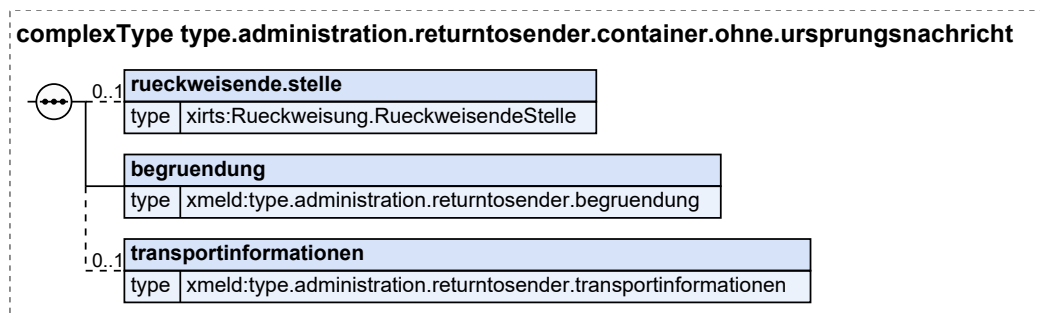 complexType type.administration.returntosender.container.ohne.ursprungsnachricht
0..1 rueckweisende.stelle
type xirts:Rueckweisung.RueckweisendeStelle
begruendung
type xmeld:type.administration.returntosender.begruendung
0..1 transportinformationen
type xmeld:type.administration.returntosender.transportinformationen